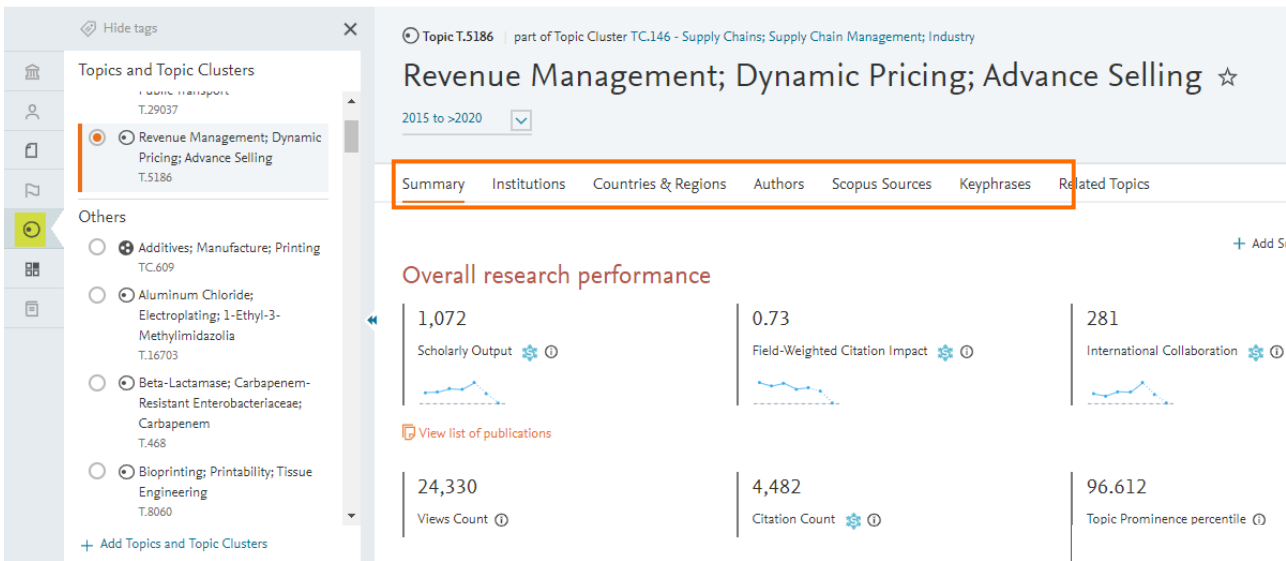 Hide tags
Topics and Topic Clusters
Public Transport
T.29037
Revenue Management; Dynamic
Pricing; Advance Selling
T.5186
Others
Additives; Manufacture; Printing
TC.609
Aluminum Chloride;
Electroplating; 1-Ethyl-3-
Methylimidazolia
T.16703
Beta-Lactamase; Carbapenem-
Resistant Enterobacteriaceae;
Carbapenem
T.468
Bioprinting; Printability; Tissue
Engineering
T.8060
+ Add Topics and Topic Clusters
Topic T.5186 | part of Topic Cluster TC.146 - Supply Chains; Supply Chain Management; Industry
Revenue Management; Dynamic Pricing; Advance Selling
2015 to >2020
Summary Institutions Countries & Regions Authors Scopus Sources Keyphrases Related Topics
+ Add S
Overall research performance
1,072 0.73 281
Scholarly Output Field-Weighted Citation Impact International Collaboration
View list of publications
24,330 4,482 96.612
Views Count Citation Count Topic Prominence percentile